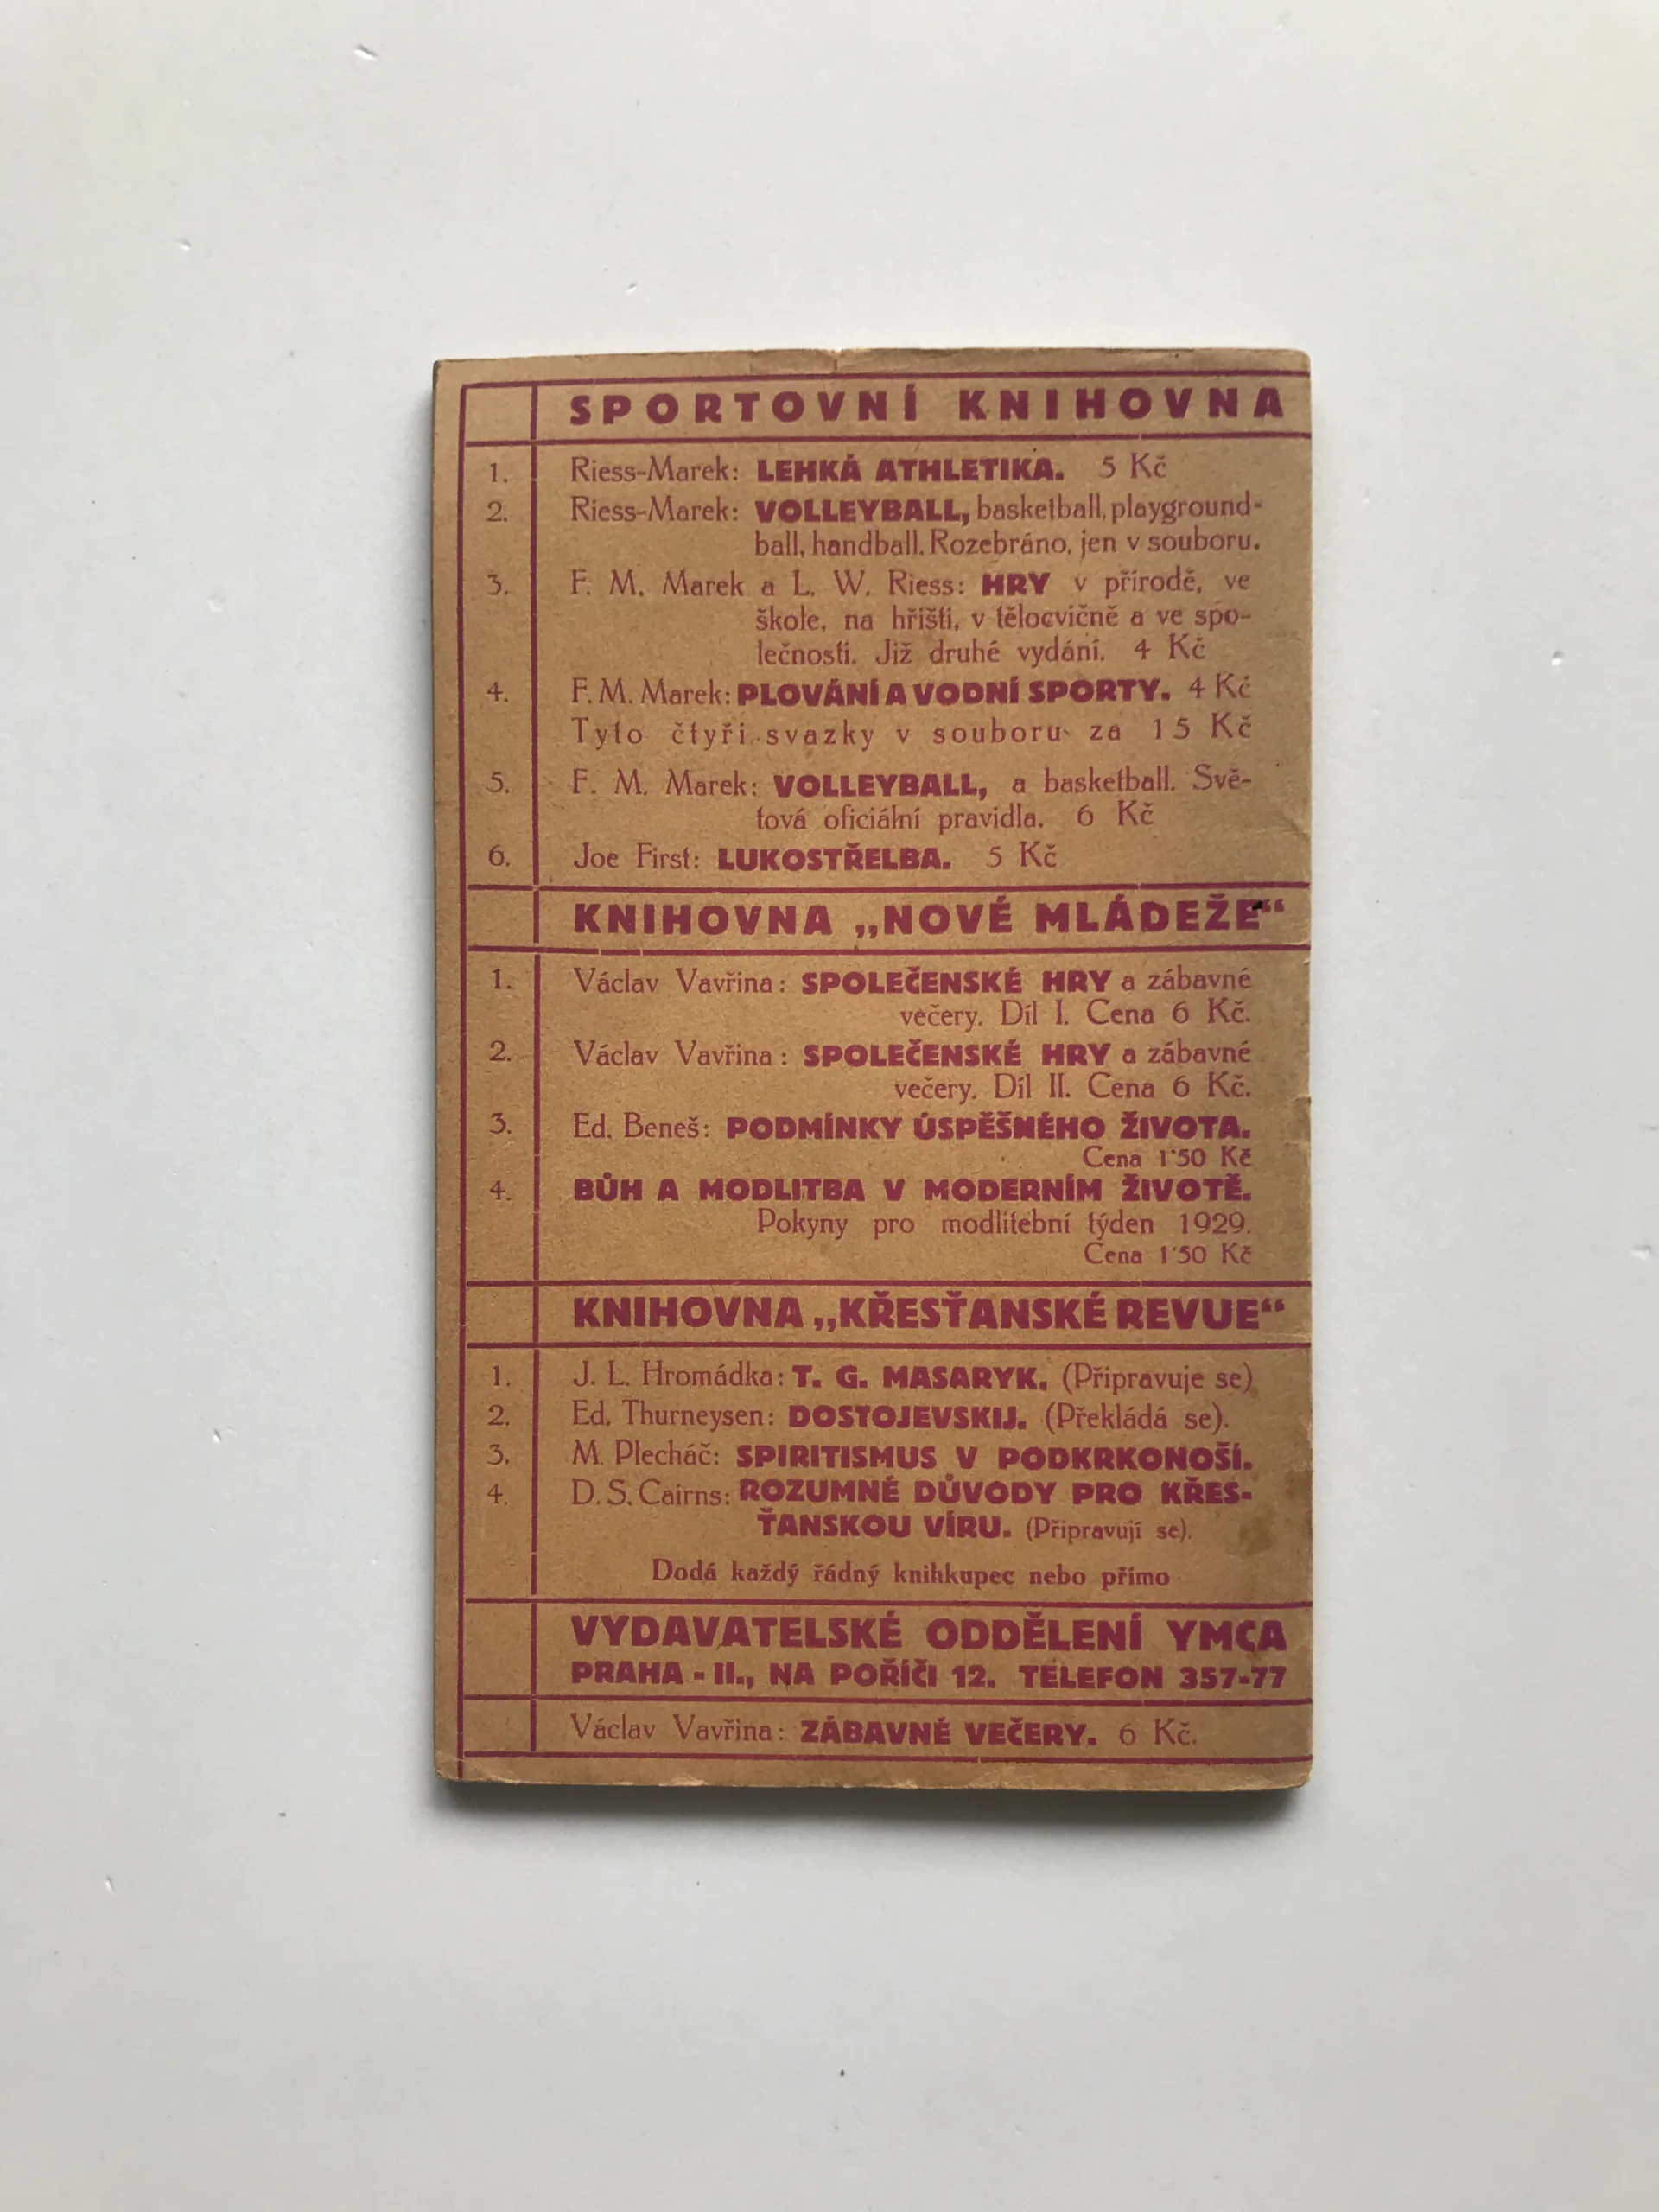 SPORTOVNÍ KNIHOVNA
1. Riess-Marek: LEHKÁ ATHLETIKA. 5 Kč
2. Riess-Marek: VOLLEYBALL, basketball, playground-
ball, handball. Rozebráno, jen v souboru.
3. F. M. Marek a L. W. Riess: HRY v přírodě, ve
škole, na hřišti, v tělocvičně a ve spo-
lečnosti. Již druhé vydání. 4 Kč
4. F. M. Marek: PLOVÁNÍ A VODNÍ SPORTY. 4 Kč
Tyto čtyři svazky v souboru za 15 Kč
5. F. M. Marek: VOLLEYBALL, a basketball. Svě-
tová oficiální pravidla. 6 Kč
6. Joe First: LUKOSTŘELBA. 5 Kč
KNIHOVNA „NOVÉ MLÁDEŽE“
1. Václav Vavřina: SPOLEČENSKÉ HRY a zábavné
večery. Díl I. Cena 6 Kč.
2. Václav Vavřina: SPOLEČENSKÉ HRY a zábavné
večery. Díl II. Cena 6 Kč.
3. Ed. Beneš: PODMÍNKY ÚSPĚŠNÉHO ŽIVOTA.
Cena 1·50 Kč
4. BŮH A MODLITBA V MODERNÍM ŽIVOTĚ.
Pokyny pro modlitební týden 1929.
Cena 1·50 Kč
KNIHOVNA „KŘESŤANSKÉ REVUE“
1. J. L. Hromádka: T. G. MASARYK. (Připravuje se)
2. Ed. Thurneysen: DOSTOJEVSKIJ. (Překládá se).
3. M. Plecháč: SPIRITISMUS V PODKRKONOŠÍ.
4. D. S. Cairns: ROZUMNÉ DŮVODY PRO KŘES-
ŤANSKOU VÍRU. (Připravují se).
Dodá každý řádný knihkupec nebo přímo
VYDAVATELSKÉ ODDĚLENÍ YMCA
PRAHA - II., NA POŘÍČI 12. TELEFON 357-77
Václav Vavřina: ZÁBAVNÉ VEČERY. 6 Kč.